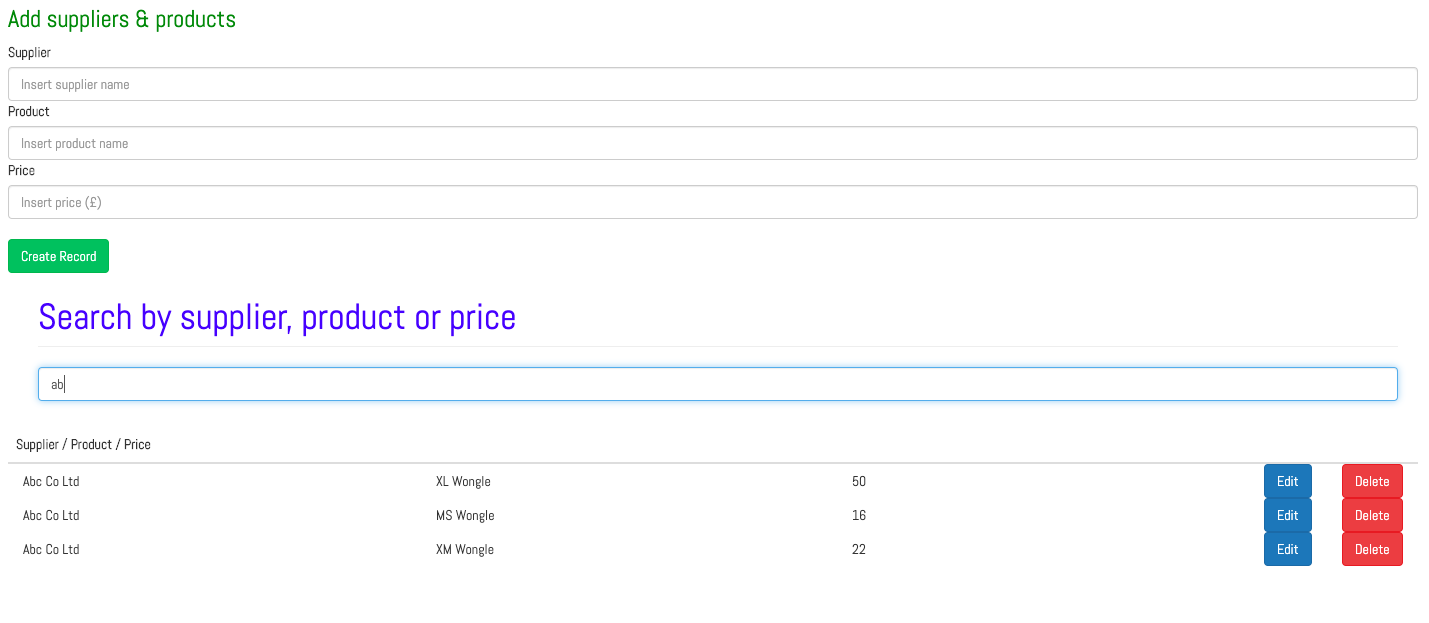 Add suppliers & products
Supplier
Insert supplier name
Product
Insert product name
Price
Insert price (£)
Create Record
Search by supplier, product or price
ab
Supplier / Product / Price
Abc Co Ltd XL Wongle 50 Edit Delete
Abc Co Ltd MS Wongle 16 Edit Delete
Abc Co Ltd XM Wongle 22 Edit Delete